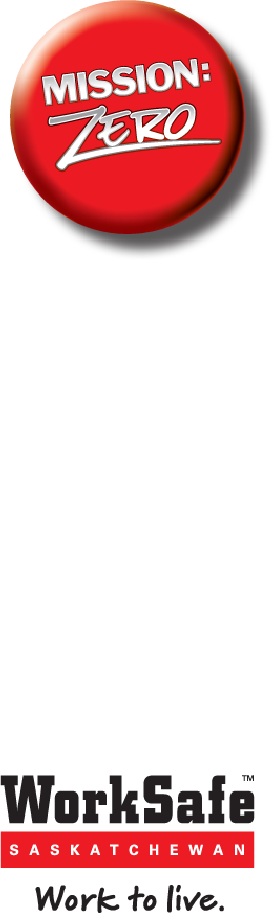 MISSION:
ZERO
WorkSafe™
SASKATCHEWAN
Work to live.